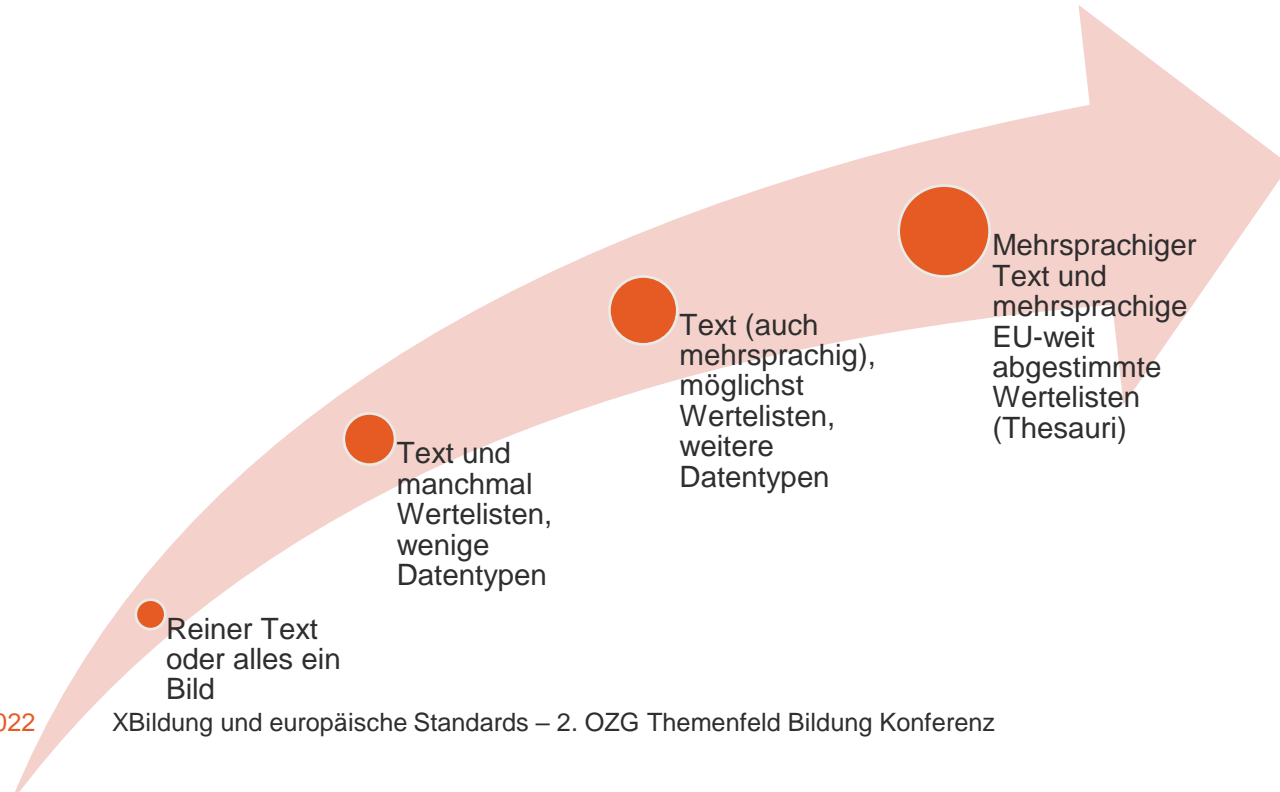 Mehrsprachiger
Text und
mehrsprachige
EU-weit
abgestimmte
Wertelisten
(Thesauri)
Text (auch
mehrsprachig),
möglichst
Wertelisten,
weitere
Datentypen
Text und
manchmal
Wertelisten,
wenige
Datentypen
Reiner Text
oder alles ein
Bild
022 XBildung und europäische Standards – 2. OZG Themenfeld Bildung Konferenz